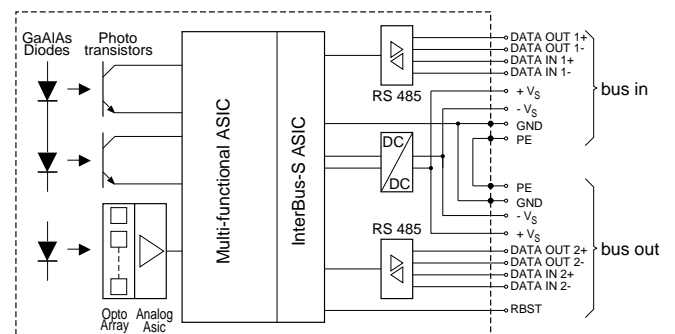 GaAlAs
Diodes
Photo
transistors
Multi-functional ASIC
InterBus-S ASIC
RS 485
DATA OUT 1+
DATA OUT 1-
DATA IN 1+
DATA IN 1-
+ VS
- VS
GND
PE
bus in
DC
DC
PE
GND
- VS
+ VS
RS 485
DATA OUT 2+
DATA OUT 2-
DATA IN 2+
DATA IN 2-
RBST
bus out
Opto
Array
Analog
Asic